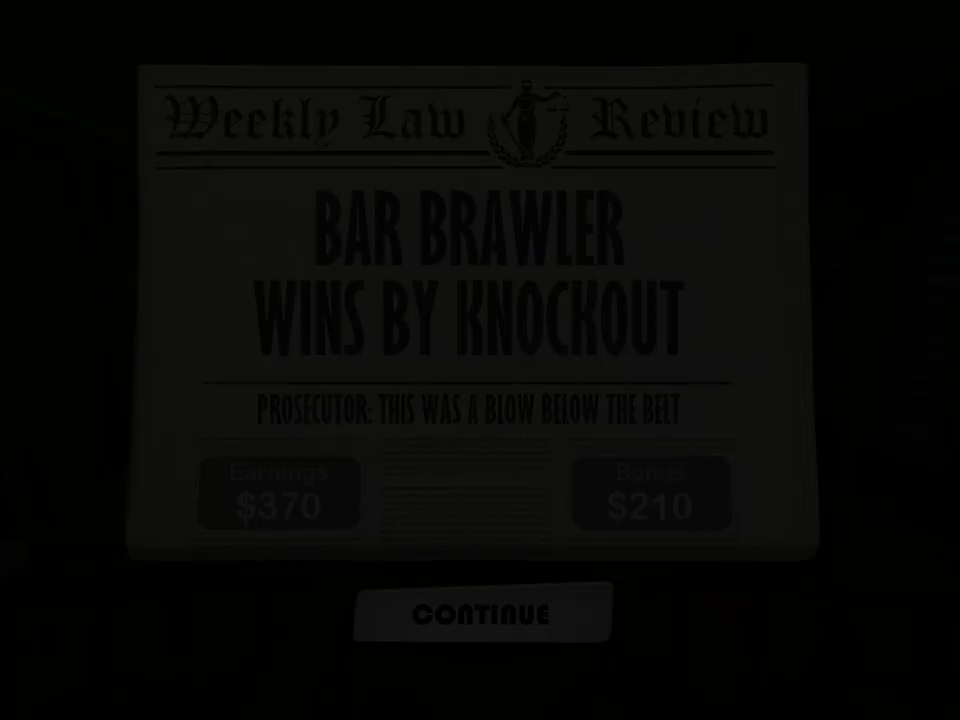 Weekly Law Review
BAR BRAWLER
WINS BY KNOCKOUT
PROSECUTOR: THIS WAS A BLOW BELOW THE BELT
Earnings
$370
Bonus
$210
CONTINUE